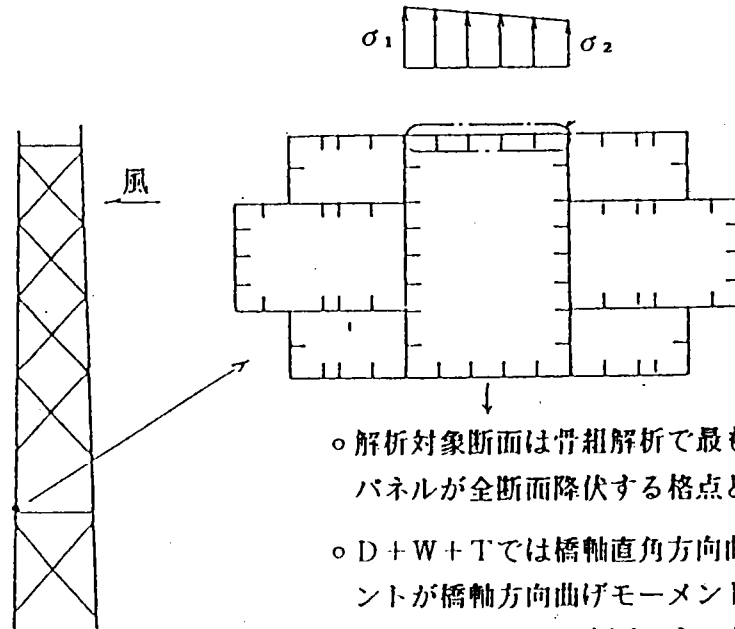 σ₁
σ₂
風
○ 解析対象断面は骨組解析で最も
パネルが全断面降伏する格点と
○ D+W+Tでは橋軸直角方向曲
ントが橋軸方向曲げモーメント